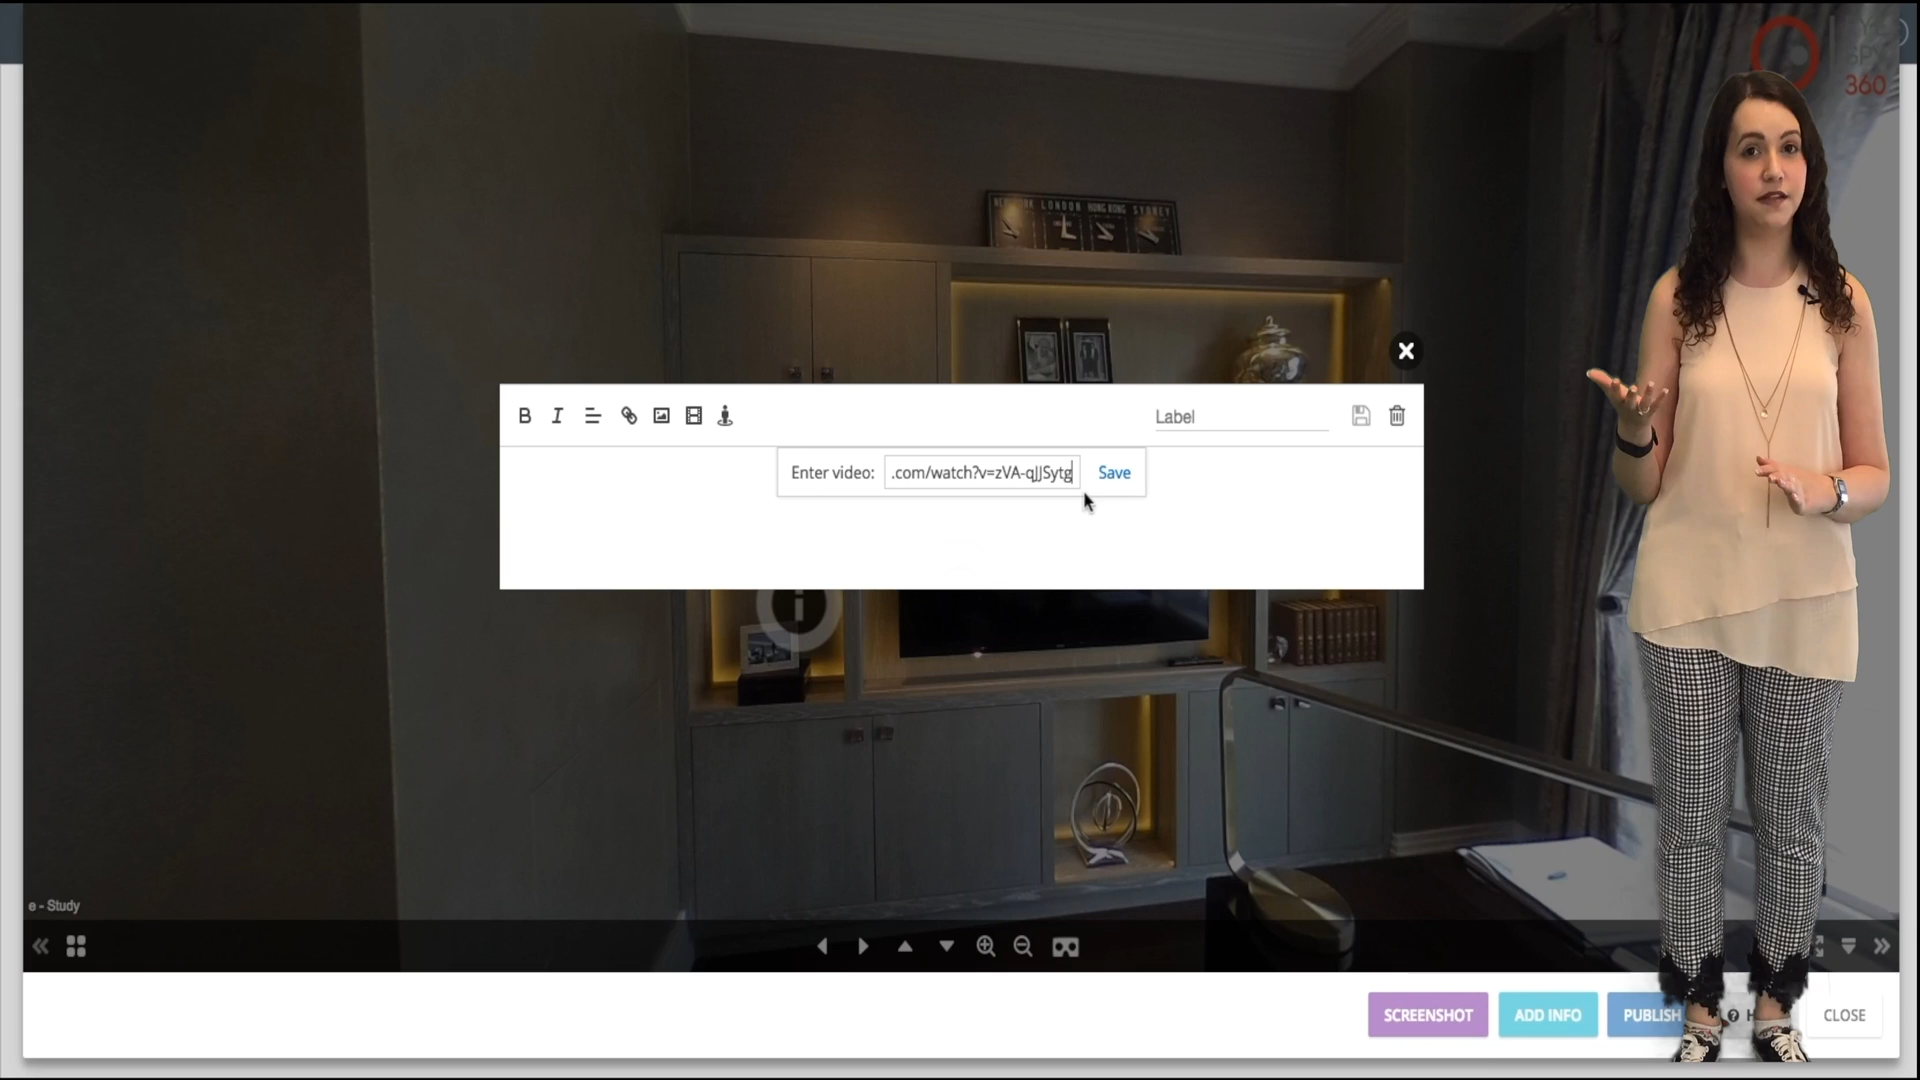 360
NEW YORK LONDON HONG KONG SYDNEY
B I
Label
Enter video: .com/watch?v=zVA-qJJSytg Save
i
e - Study
SCREENSHOT ADD INFO PUBLISH CLOSE